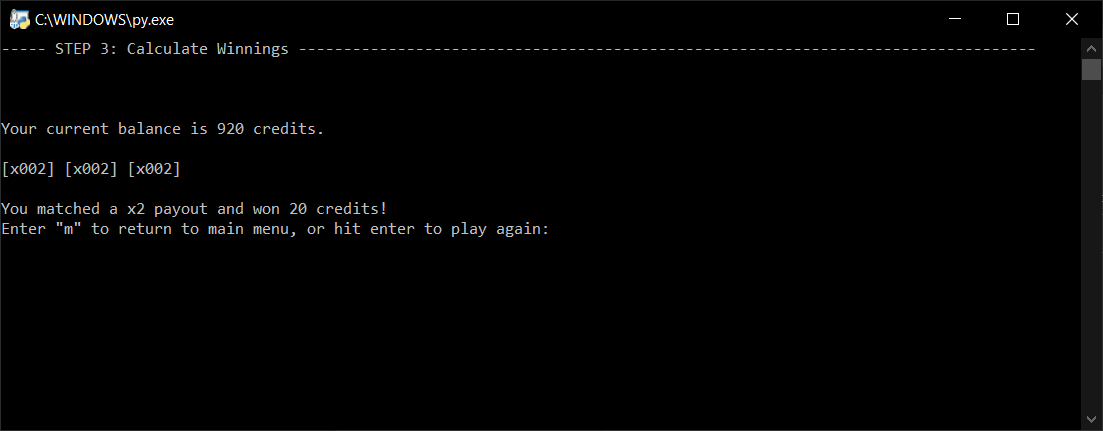 C:\WINDOWS\py.exe
----- STEP 3: Calculate Winnings ----------------------------------------------------------------------------------
Your current balance is 920 credits.
[x002] [x002] [x002]
You matched a x2 payout and won 20 credits!
Enter "m" to return to main menu, or hit enter to play again: